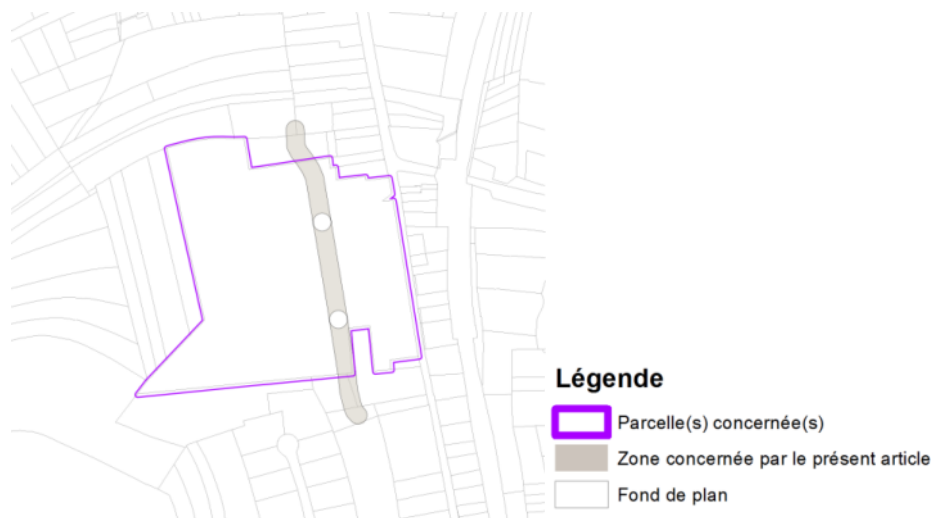 Légende
Parcelle(s) concernée(s)
Zone concernée par le présent article
Fond de plan